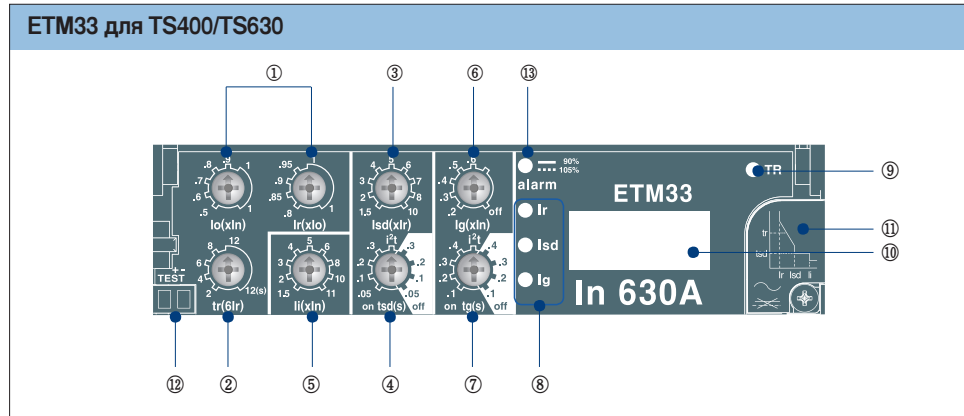 ETM33 для TS400/TS630
① ③ ⑥ ⑬
.5 .6 .7 .8 .9 1 1
Io(xIn)
.8 .85 .9 .95 1 1
Ir(xIo)
1.5 2 3 4 5 6 7 8 10
Isd(xIr)
.2 .3 .4 .5 .6 off
Ig(xIn)
90%
105%
alarm
Ir
Isd
Ig
ETM33
In 630A
TR
⑨
⑪
⑩
tr
tsd
Ir Isd Ii
+-
TEST
2 4 6 8 12 12(s)
tr(6Ir)
1.5 2 3 4 5 6 8 10 11
Ii(xIn)
i²t
.05 .1 .2 .3 .3 .2 .1 .05
on tsd(s) off
i²t
.1 .2 .3 .4 .4 .3 .2 .1
on tg(s) off
⑫ ② ⑤ ④ ⑦ ⑧